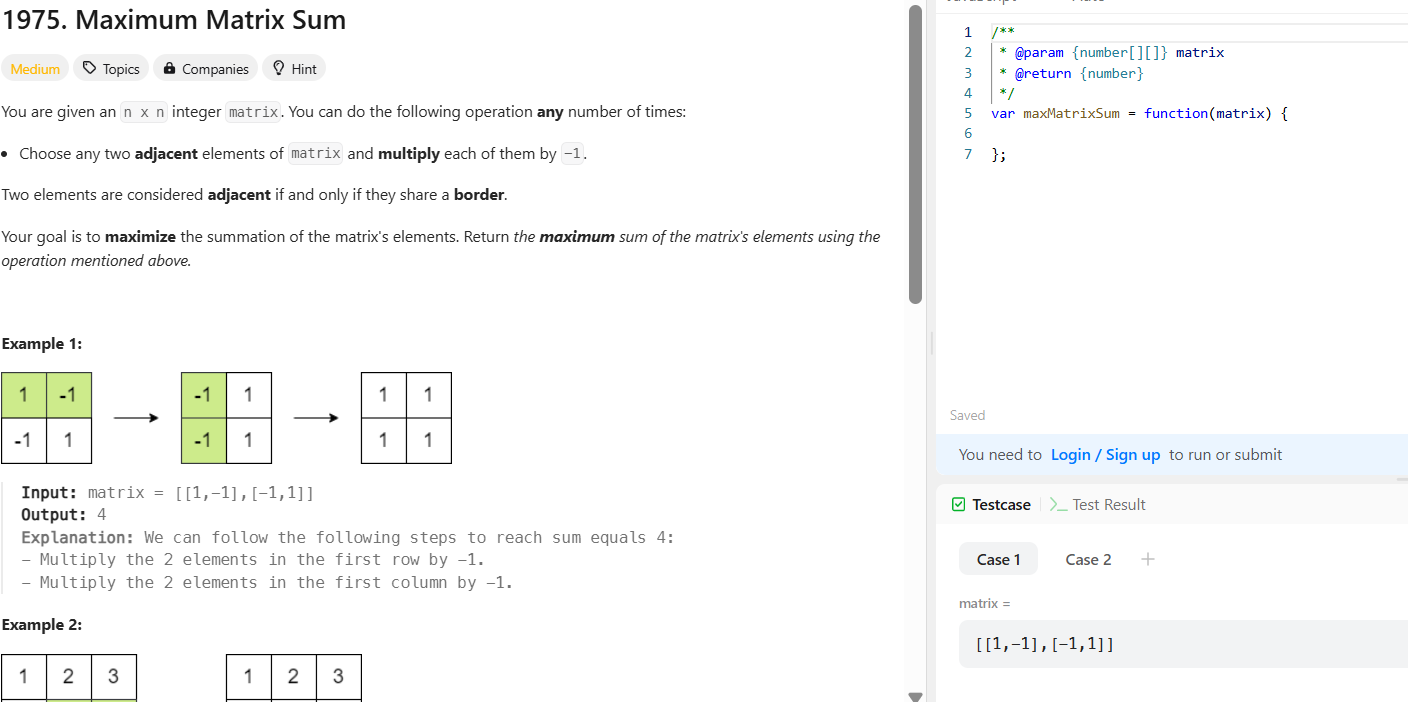 1975. Maximum Matrix Sum
Medium
Topics
Companies
Hint
You are given an n x n integer matrix. You can do the following operation any number of times:
• Choose any two adjacent elements of matrix and multiply each of them by −1.
Two elements are considered adjacent if and only if they share a border.
Your goal is to maximize the summation of the matrix's elements. Return the maximum sum of the matrix's elements using the
operation mentioned above.
Example 1:
1 -1 -1 1 1 1
-1 1 -1 1 1 1
Input: matrix = [[1,−1],[−1,1]]
Output: 4
Explanation: We can follow the following steps to reach sum equals 4:
− Multiply the 2 elements in the first row by −1.
− Multiply the 2 elements in the first column by −1.
Example 2:
1 2 3 1 2 3
1 /**
2 * @param {number[][]} matrix
3 * @return {number}
4 */
5 var maxMatrixSum = function(matrix) {
6
7 };
Saved
You need to Login / Sign up to run or submit
Testcase
Test Result
Case 1
Case 2
+
matrix =
[[1,−1],[−1,1]]